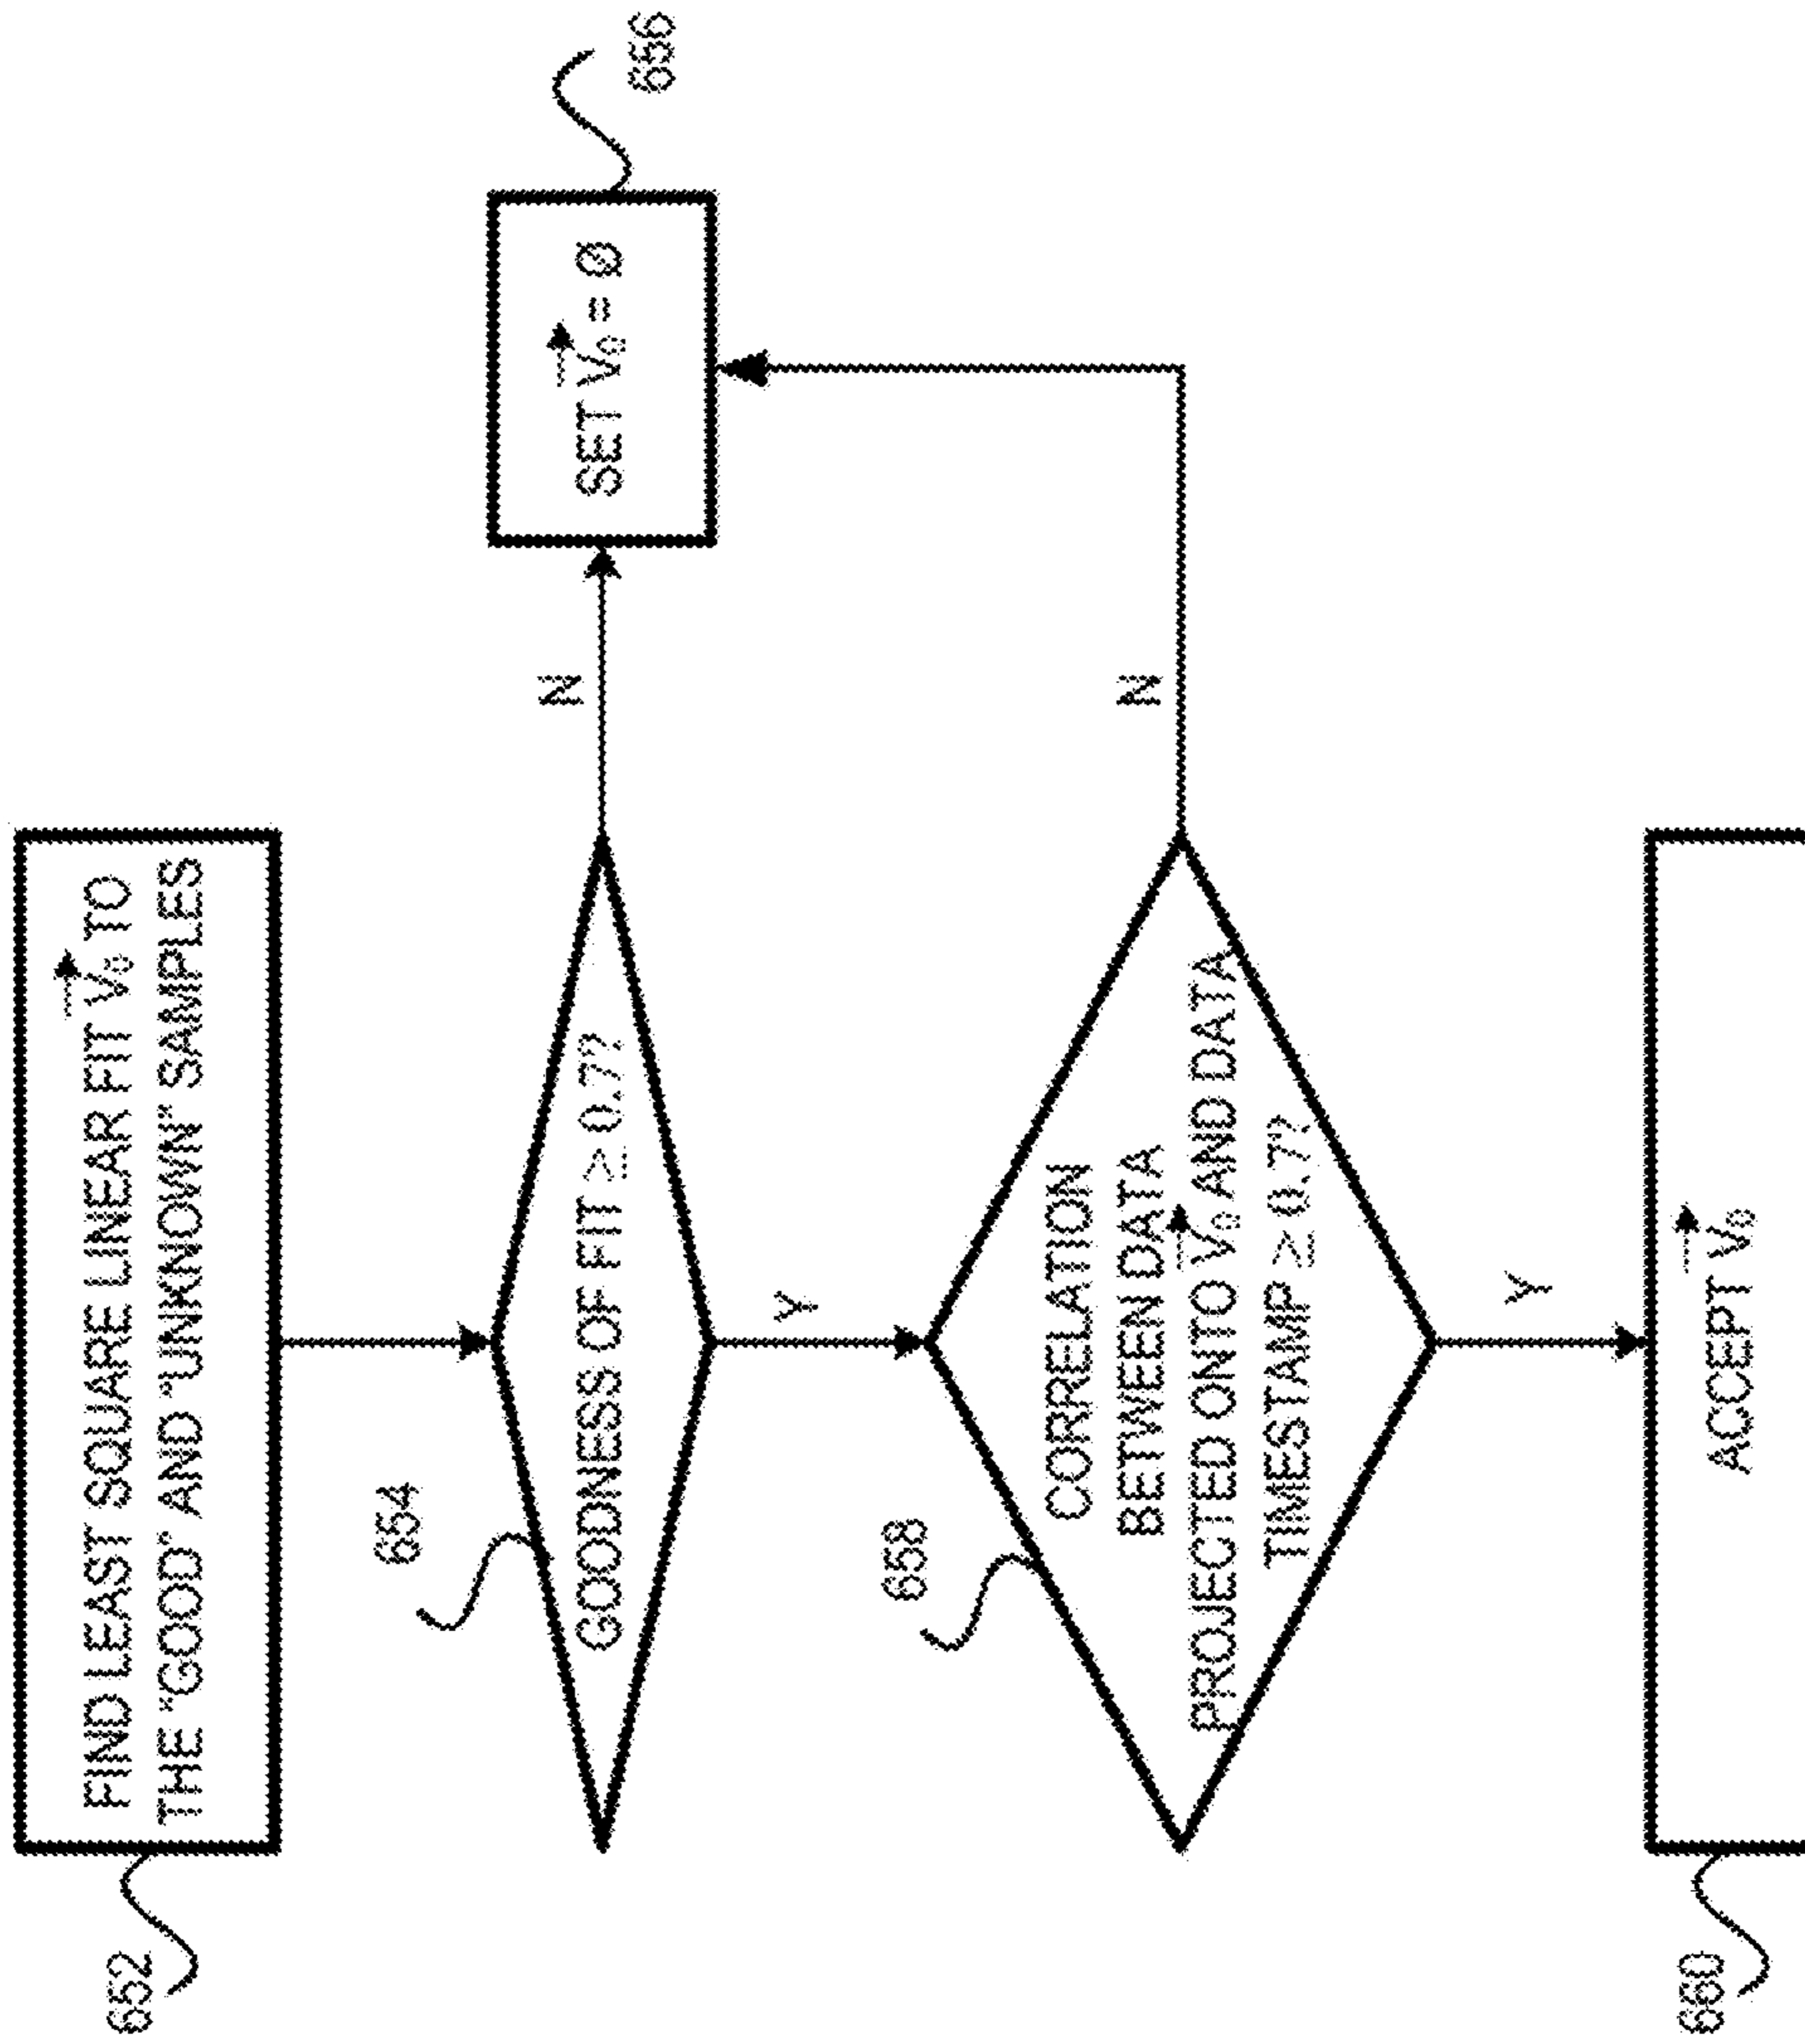 652
FIND LEAST SQUARE LINEAR FIT V₀ TO
THE "GOOD" AND "UNKNOWN" SAMPLES
654
GOODNESS OF FIT ≥ 0.7?
N
SET V₀ = Ø
656
Y
658
CORRELATION
BETWEEN DATA
PROJECTED ONTO V₀ AND DATA
TIMESTAMP ≥ 0.7?
N
Y
660
ACCEPT V₀